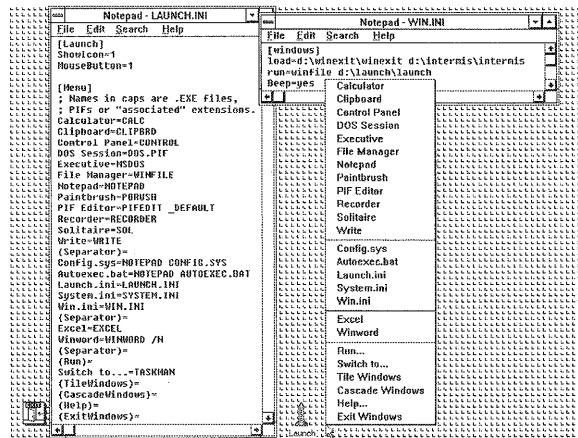 Notepad - LAUNCH.INI
File Edit Search Help
[Launch]
ShowIcon=1
MouseButton=1
[Menu]
; Names in caps are .EXE files,
; PIFs or "associated" extensions.
Calculator=CALC
Clipboard=CLIPBRD
Control Panel=CONTROL
DOS Session=DOS.PIF
Executive=MSDOS
File Manager=WINFILE
Notepad=NOTEPAD
Paintbrush=PBRUSH
PIF Editor=PIFEDIT _DEFAULT
Recorder=RECORDER
Solitaire=SOL
Write=WRITE
(Separator)=
Config.sys=NOTEPAD CONFIG.SYS
Autoexec.bat=NOTEPAD AUTOEXEC.BAT
Launch.ini=LAUNCH.INI
System.ini=SYSTEM.INI
Win.ini=WIN.INI
(Separator)=
Excel=EXCEL
Winword=WINWORD /N
(Separator)=
(Run)=
Switch to...=TASKMAN
(TileWindows)=
(CascadeWindows)=
(Help)=
(ExitWindows)=
Notepad - WIN.INI
File Edit Search Help
[windows]
load=d:\winexit\winexit d:\intermis\intermis
run=winfile d:\launch\launch
Beep=yes
Calculator
Clipboard
Control Panel
DOS Session
Executive
File Manager
Notepad
Paintbrush
PIF Editor
Recorder
Solitaire
Write
Config.sys
Autoexec.bat
Launch.ini
System.ini
Win.ini
Excel
Winword
Run...
Switch to...
Tile Windows
Cascade Windows
Help...
Exit Windows
Launch